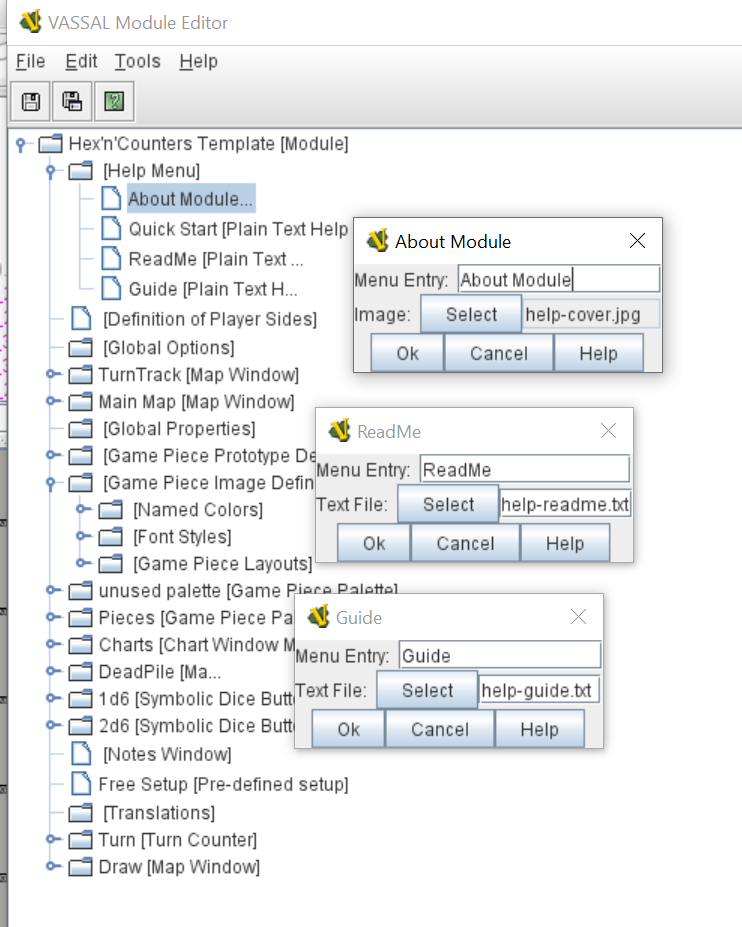 VASSAL Module Editor
File Edit Tools Help
Hex'n'Counters Template [Module]
[Help Menu]
About Module...
Quick Start [Plain Text Help
ReadMe [Plain Text ...
Guide [Plain Text H...
[Definition of Player Sides]
[Global Options]
TurnTrack [Map Window]
Main Map [Map Window]
[Global Properties]
[Game Piece Prototype De
[Game Piece Image Defin
[Named Colors]
[Font Styles]
[Game Piece Layouts]
unused palette [Game Piece Palette]
Pieces [Game Piece Pa
Charts [Chart Window M
DeadPile [Ma...
1d6 [Symbolic Dice Butt
2d6 [Symbolic Dice Butt
[Notes Window]
Free Setup [Pre-defined setup]
[Translations]
Turn [Turn Counter]
Draw [Map Window]
About Module
Menu Entry: About Module
Image: Select help-cover.jpg
Ok Cancel Help
ReadMe
Menu Entry: ReadMe
Text File: Select help-readme.txt
Ok Cancel Help
Guide
Menu Entry: Guide
Text File: Select help-guide.txt
Ok Cancel Help